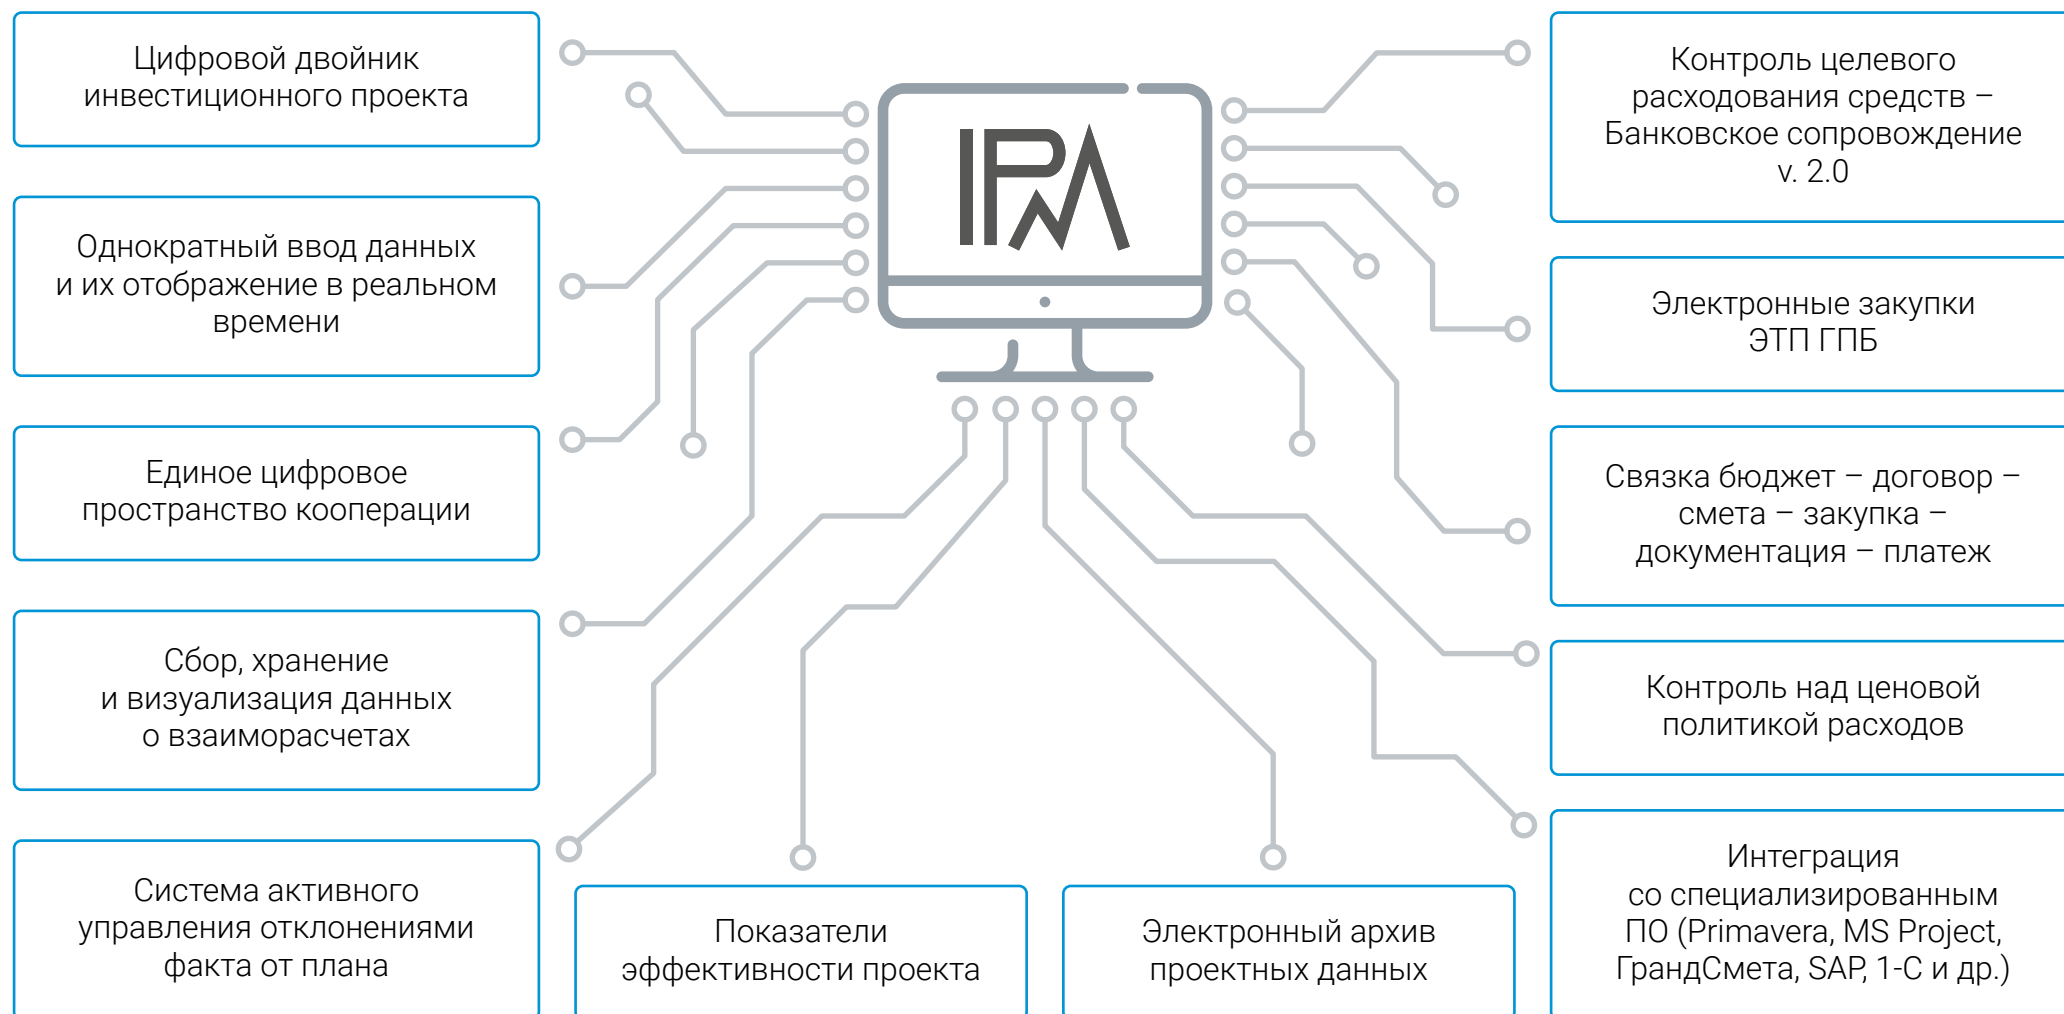 Цифровой двойник
инвестиционного проекта
Однократный ввод данных
и их отображение в реальном
времени
Единое цифровое
пространство кооперации
Сбор, хранение
и визуализация данных
о взаиморасчетах
Система активного
управления отклонениями
факта от плана
IPM
Показатели
эффективности проекта
Электронный архив
проектных данных
Контроль целевого
расходования средств –
Банковское сопровождение
v. 2.0
Электронные закупки
ЭТП ГПБ
Связка бюджет – договор –
смета – закупка –
документация – платеж
Контроль над ценовой
политикой расходов
Интеграция
со специализированным
ПО (Primavera, MS Project,
ГрандСмета, SAP, 1-С и др.)